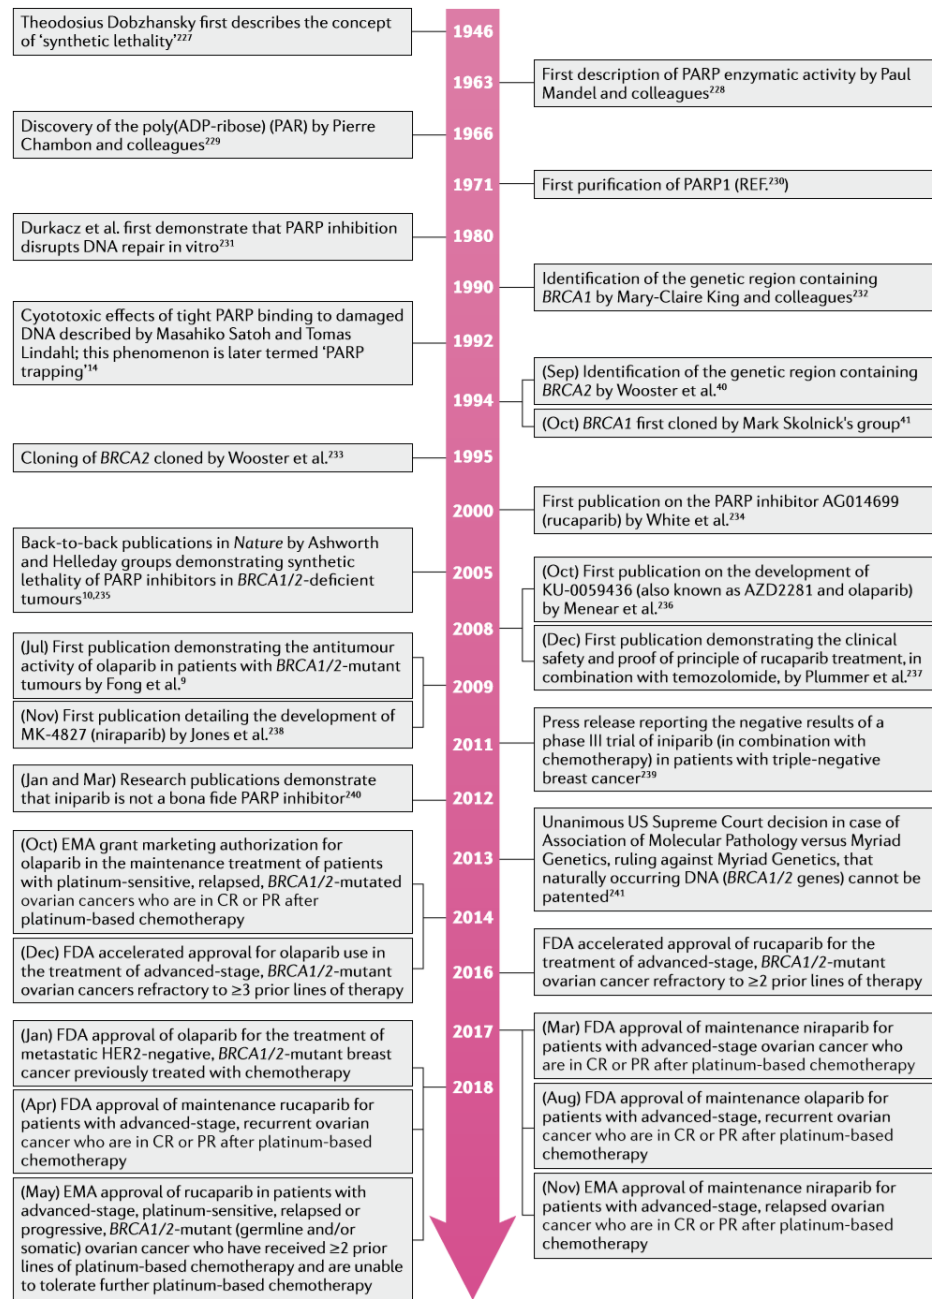 Theodosius Dobzhansky first describes the concept
of ‘synthetic lethality’²²⁷
1946
1963
First description of PARP enzymatic activity by Paul
Mandel and colleagues²²⁸
Discovery of the poly(ADP-ribose) (PAR) by Pierre
Chambon and colleagues²²⁹
1966
1971
First purification of PARP1 (REF.²³⁰)
Durkacz et al. first demonstrate that PARP inhibition
disrupts DNA repair in vitro²³¹
1980
1990
Identification of the genetic region containing
BRCA1 by Mary-Claire King and colleagues²³²
Cyototoxic effects of tight PARP binding to damaged
DNA described by Masahiko Satoh and Tomas
Lindahl; this phenomenon is later termed ‘PARP
trapping’¹⁴
1992
1994
(Sep) Identification of the genetic region containing
BRCA2 by Wooster et al.⁴⁰
(Oct) BRCA1 first cloned by Mark Skolnick's group⁴¹
Cloning of BRCA2 cloned by Wooster et al.²³³
1995
2000
First publication on the PARP inhibitor AG014699
(rucaparib) by White et al.²³⁴
Back-to-back publications in Nature by Ashworth
and Helleday groups demonstrating synthetic
lethality of PARP inhibitors in BRCA1/2-deficient
tumours¹⁰,²³⁵
2005
2008
(Oct) First publication on the development of
KU-0059436 (also known as AZD2281 and olaparib)
by Menear et al.²³⁶
(Dec) First publication demonstrating the clinical
safety and proof of principle of rucaparib treatment, in
combination with temozolomide, by Plummer et al.²³⁷
(Jul) First publication demonstrating the antitumour
activity of olaparib in patients with BRCA1/2-mutant
tumours by Fong et al.⁹
(Nov) First publication detailing the development of
MK-4827 (niraparib) by Jones et al.²³⁸
2009
2011
Press release reporting the negative results of a
phase III trial of iniparib (in combination with
chemotherapy) in patients with triple-negative
breast cancer²³⁹
(Jan and Mar) Research publications demonstrate
that iniparib is not a bona fide PARP inhibitor²⁴⁰
2012
2013
Unanimous US Supreme Court decision in case of
Association of Molecular Pathology versus Myriad
Genetics, ruling against Myriad Genetics, that
naturally occurring DNA (BRCA1/2 genes) cannot be
patented²⁴¹
(Oct) EMA grant marketing authorization for
olaparib in the maintenance treatment of patients
with platinum-sensitive, relapsed, BRCA1/2-mutated
ovarian cancers who are in CR or PR after
platinum-based chemotherapy
(Dec) FDA accelerated approval for olaparib use in
the treatment of advanced-stage, BRCA1/2-mutant
ovarian cancers refractory to ≥3 prior lines of therapy
2014
2016
FDA accelerated approval of rucaparib for the
treatment of advanced-stage, BRCA1/2-mutant
ovarian cancer refractory to ≥2 prior lines of therapy
2017
(Mar) FDA approval of maintenance niraparib for
patients with advanced-stage ovarian cancer who
are in CR or PR after platinum-based chemotherapy
(Aug) FDA approval of maintenance olaparib for
patients with advanced-stage, recurrent ovarian
cancer who are in CR or PR after platinum-based
chemotherapy
(Nov) EMA approval of maintenance niraparib for
patients with advanced-stage, relapsed ovarian
cancer who are in CR or PR after platinum-based
chemotherapy
(Jan) FDA approval of olaparib for the treatment of
metastatic HER2-negative, BRCA1/2-mutant breast
cancer previously treated with chemotherapy
2018
(Apr) FDA approval of maintenance rucaparib for
patients with advanced-stage, recurrent ovarian
cancer who are in CR or PR after platinum-based
chemotherapy
(May) EMA approval of rucaparib in patients with
advanced-stage, platinum-sensitive, relapsed or
progressive, BRCA1/2-mutant (germline and/or
somatic) ovarian cancer who have received ≥2 prior
lines of platinum-based chemotherapy and are unable
to tolerate further platinum-based chemotherapy